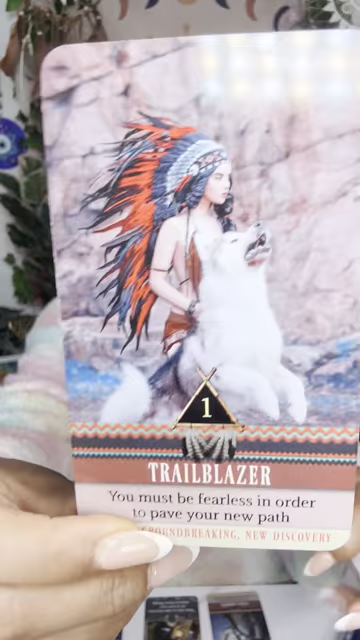 1
TRAILBLAZER
You must be fearless in order
to pave your new path
GROUNDBREAKING, NEW DISCOVERY